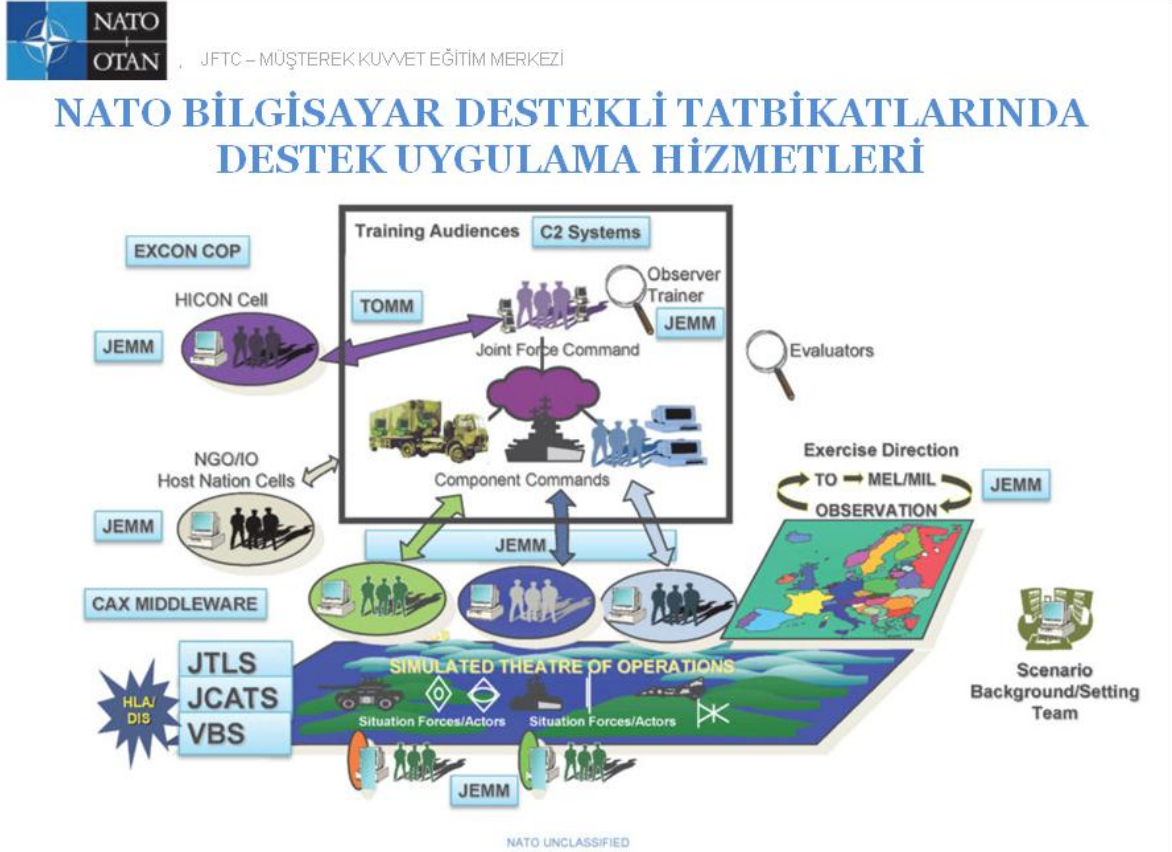 NATO
+
OTAN
, JFTC – MÜŞTEREK KUVVET EĞİTİM MERKEZİ
NATO BİLGİSAYAR DESTEKLİ TATBİKATLARINDA
DESTEK UYGULAMA HİZMETLERİ
Training Audiences
C2 Systems
EXCON COP
HICON Cell
TOMM
Observer
Trainer
JEMM
JEMM
Joint Force Command
Evaluators
NGO/IO
Host Nation Cells
Component Commands
Exercise Direction
TO
MEL/MIL
OBSERVATION
JEMM
JEMM
JEMM
CAX MIDDLEWARE
SIMULATED THEATRE OF OPERATIONS
JTLS
JCATS
VBS
HLA/
DIS
Situation Forces/Actors
Situation Forces/Actors
Scenario
Background/Setting
Team
JEMM
NATO UNCLASSIFIED